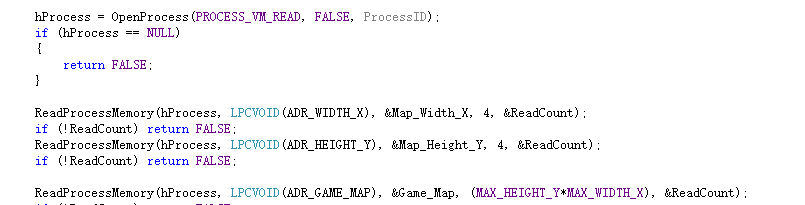 hProcess = OpenProcess(PROCESS_VM_READ, FALSE, ProcessID);
if (hProcess == NULL)
{
return FALSE;
}
ReadProcessMemory(hProcess, LPCVOID(ADR_WIDTH_X), &Map_Width_X, 4, &ReadCount);
if (!ReadCount) return FALSE;
ReadProcessMemory(hProcess, LPCVOID(ADR_HEIGHT_Y), &Map_Height_Y, 4, &ReadCount);
if (!ReadCount) return FALSE;
ReadProcessMemory(hProcess, LPCVOID(ADR_GAME_MAP), &Game_Map, (MAX_HEIGHT_Y*MAX_WIDTH_X), &ReadCount);